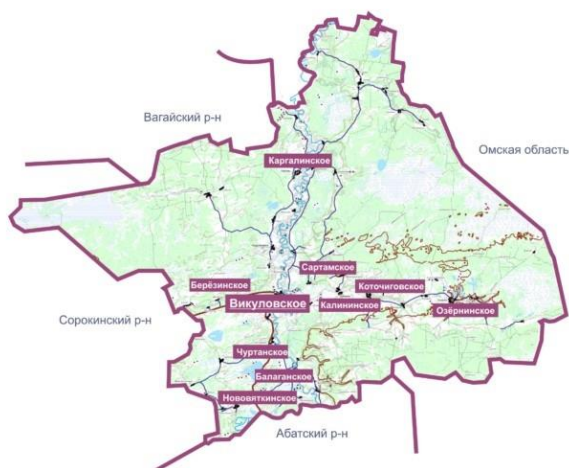 Вагайский р-н
Омская область
Каргалинское
Сартамское
Берёзинское
Коточиговское
Викуловское
Калининское
Озёрнинское
Сорокинский р-н
Чуртанское
Балаганское
Нововяткинское
Абатский р-н